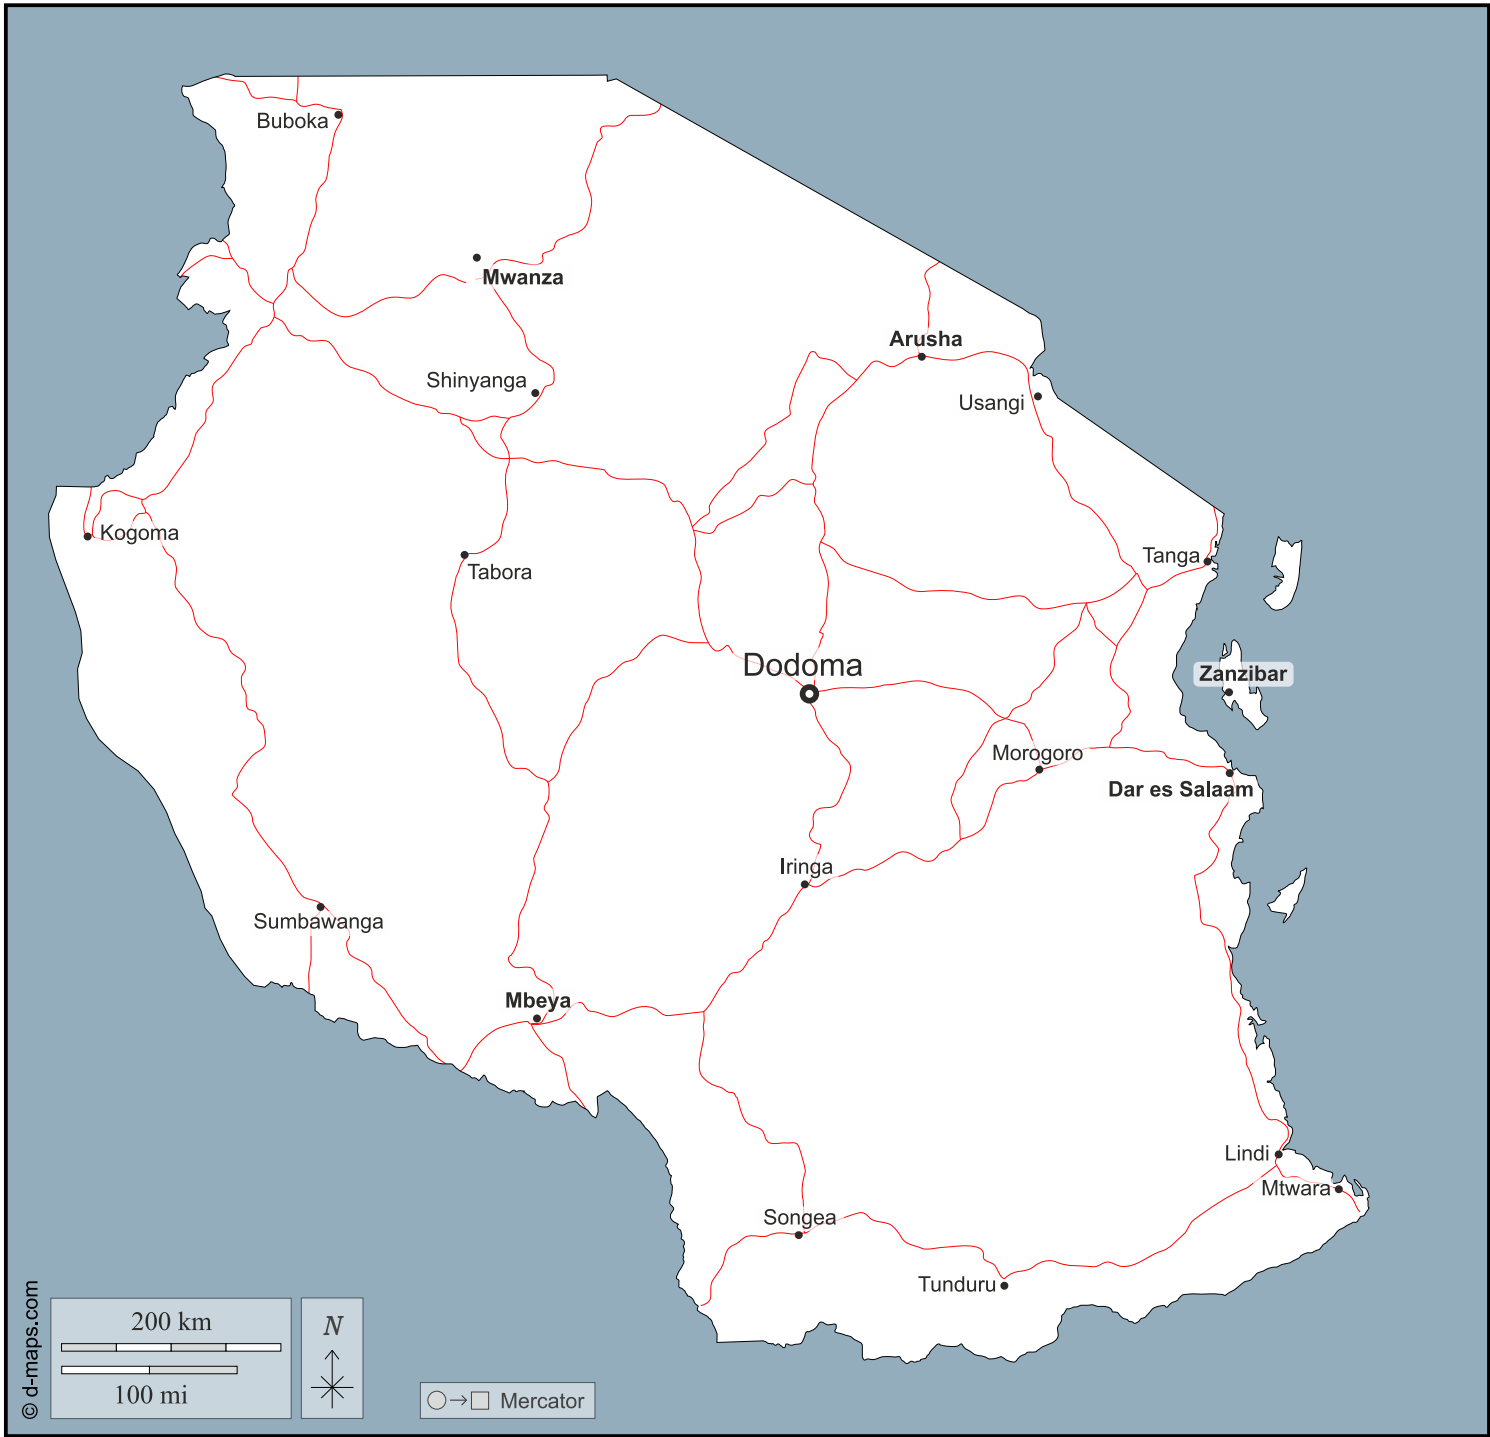 Buboka
Mwanza
Arusha
Shinyanga
Usangi
Kogoma
Tanga
Tabora
Dodoma
Zanzibar
Morogoro
Dar es Salaam
Iringa
Sumbawanga
Mbeya
Lindi
Mtwara
Songea
Tunduru
© d-maps.com
200 km
100 mi
N
Mercator